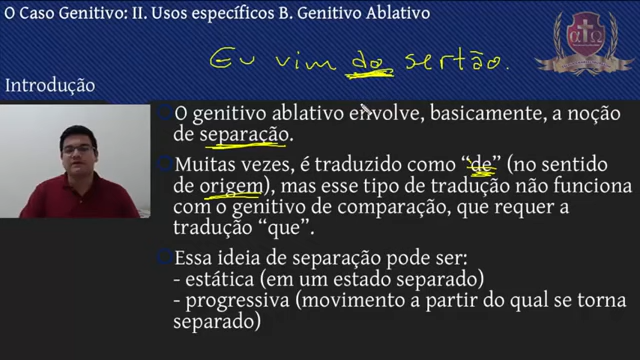 O Caso Genitivo: II. Usos específicos B. Genitivo Ablativo
Eu vim do sertão.
Introdução
O genitivo ablativo envolve, basicamente, a noção
de separação.
Muitas vezes, é traduzido como “de” (no sentido
de origem), mas esse tipo de tradução não funciona
com o genitivo de comparação, que requer a
tradução “que”.
Essa ideia de separação pode ser:
- estática (em um estado separado)
- progressiva (movimento a partir do qual se torna
separado)